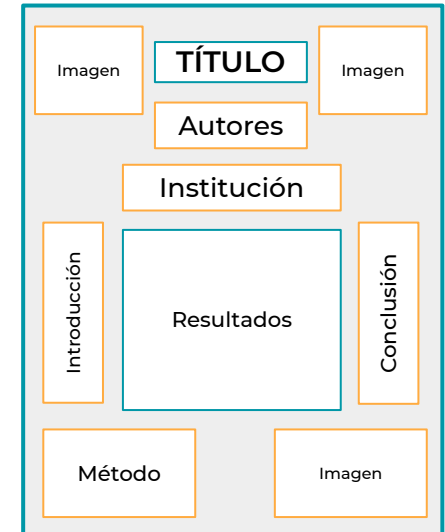 Imagen
TÍTULO
Imagen
Autores
Institución
Introducción
Resultados
Conclusión
Método
Imagen